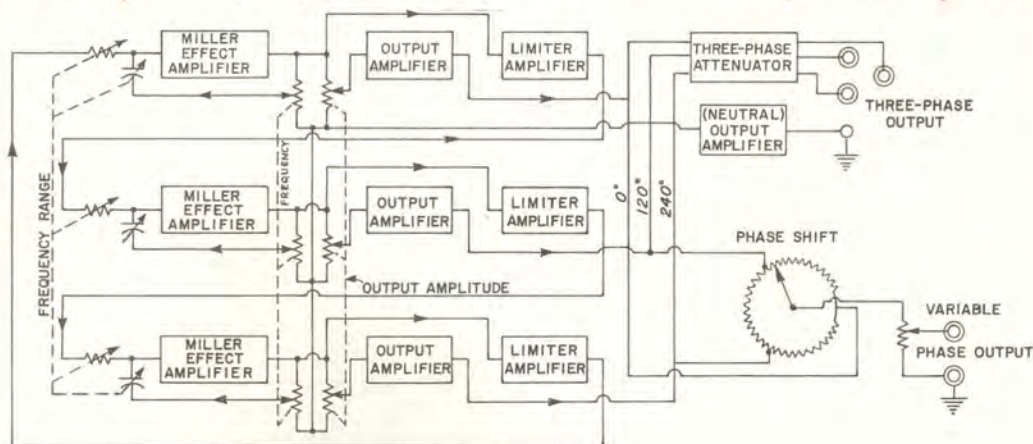 MILLER
EFFECT
AMPLIFIER
OUTPUT
AMPLIFIER
LIMITER
AMPLIFIER
THREE-PHASE
ATTENUATOR
THREE-PHASE
OUTPUT
(NEUTRAL)
OUTPUT
AMPLIFIER
FREQUENCY RANGE
FREQUENCY
MILLER
EFFECT
AMPLIFIER
OUTPUT
AMPLIFIER
LIMITER
AMPLIFIER
0°
120°
240°
PHASE SHIFT
OUTPUT AMPLITUDE
VARIABLE
PHASE OUTPUT
MILLER
EFFECT
AMPLIFIER
OUTPUT
AMPLIFIER
LIMITER
AMPLIFIER